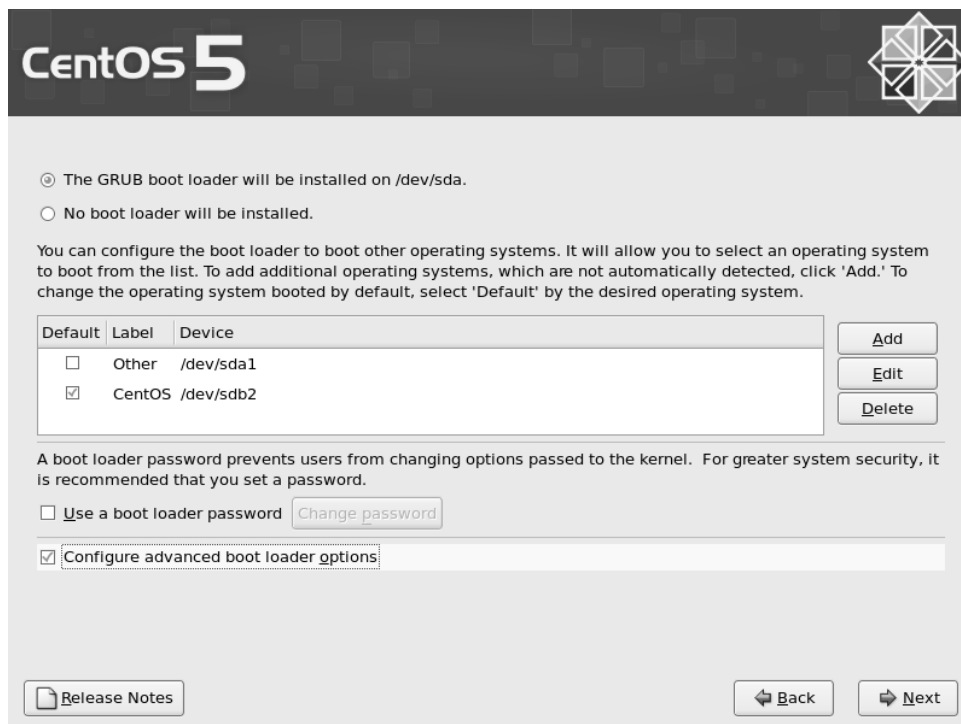 CentOS 5
The GRUB boot loader will be installed on /dev/sda.
No boot loader will be installed.
You can configure the boot loader to boot other operating systems. It will allow you to select an operating system
to boot from the list. To add additional operating systems, which are not automatically detected, click 'Add.' To
change the operating system booted by default, select 'Default' by the desired operating system.
Default Label Device
Other /dev/sda1
CentOS /dev/sdb2
Add
Edit
Delete
A boot loader password prevents users from changing options passed to the kernel.  For greater system security, it
is recommended that you set a password.
Use a boot loader password Change password
Configure advanced boot loader options
Release Notes Back Next